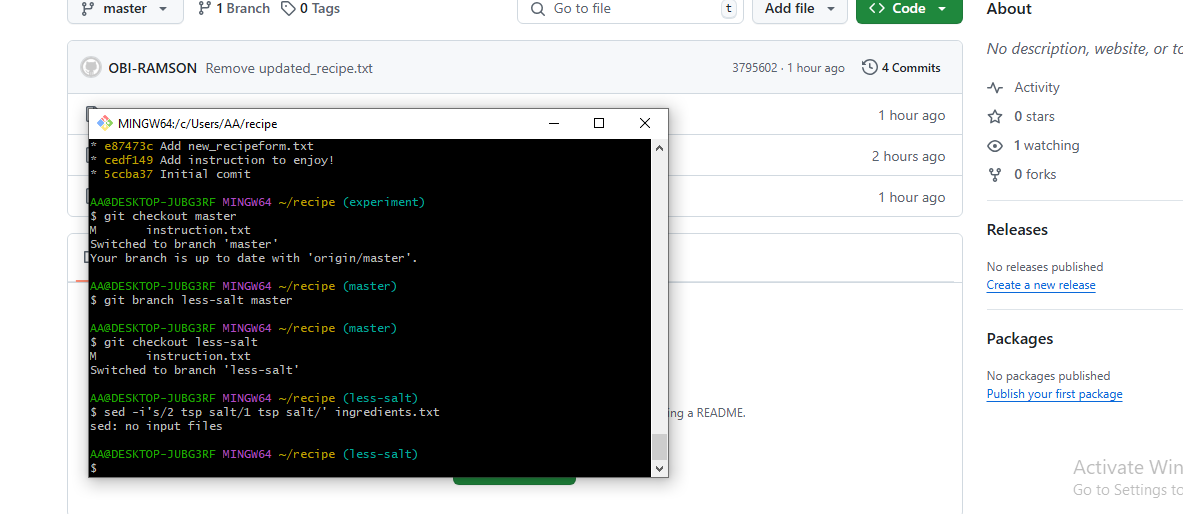 master
1 Branch
0 Tags
Go to file
t
Add file
Code
About
No description, website, or to
OBI-RAMSON Remove updated_recipe.txt
3795602 · 1 hour ago
4 Commits
Activity
1 hour ago
0 stars
MINGW64:/c/Users/AA/recipe
* e87473c Add new_recipeform.txt
* cedf149 Add instruction to enjoy!
* 5ccba37 Initial comit
AA@DESKTOP-JUBG3RF MINGW64 ~/recipe (experiment)
$ git checkout master
M instruction.txt
Switched to branch 'master'
Your branch is up to date with 'origin/master'.
AA@DESKTOP-JUBG3RF MINGW64 ~/recipe (master)
$ git branch less-salt master
AA@DESKTOP-JUBG3RF MINGW64 ~/recipe (master)
$ git checkout less-salt
M instruction.txt
Switched to branch 'less-salt'
AA@DESKTOP-JUBG3RF MINGW64 ~/recipe (less-salt)
$ sed -i's/2 tsp salt/1 tsp salt/' ingredients.txt
sed: no input files
AA@DESKTOP-JUBG3RF MINGW64 ~/recipe (less-salt)
$
2 hours ago
1 hour ago
1 watching
0 forks
Releases
No releases published
Create a new release
Packages
No packages published
Publish your first package
ing a README.
Activate Win
Go to Settings to